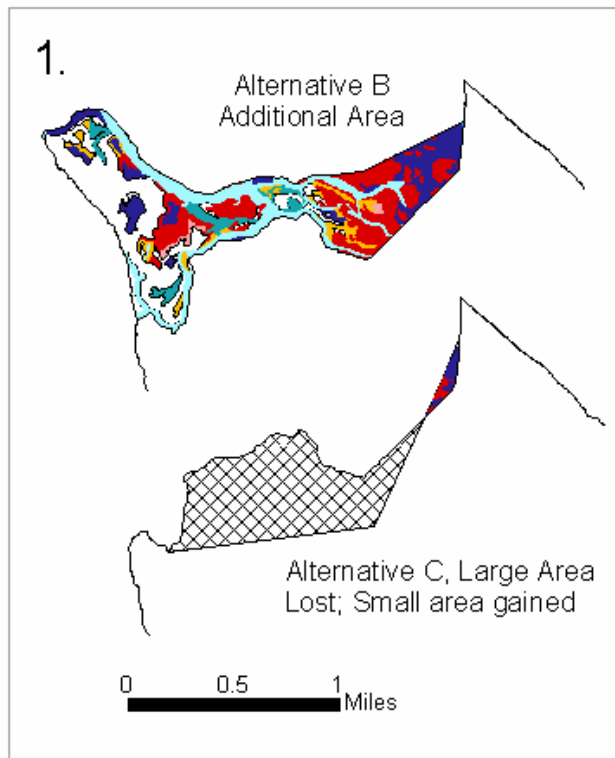 1.
Alternative B
Additional Area
Alternative C, Large Area
Lost; Small area gained
0 0.5 1
Miles